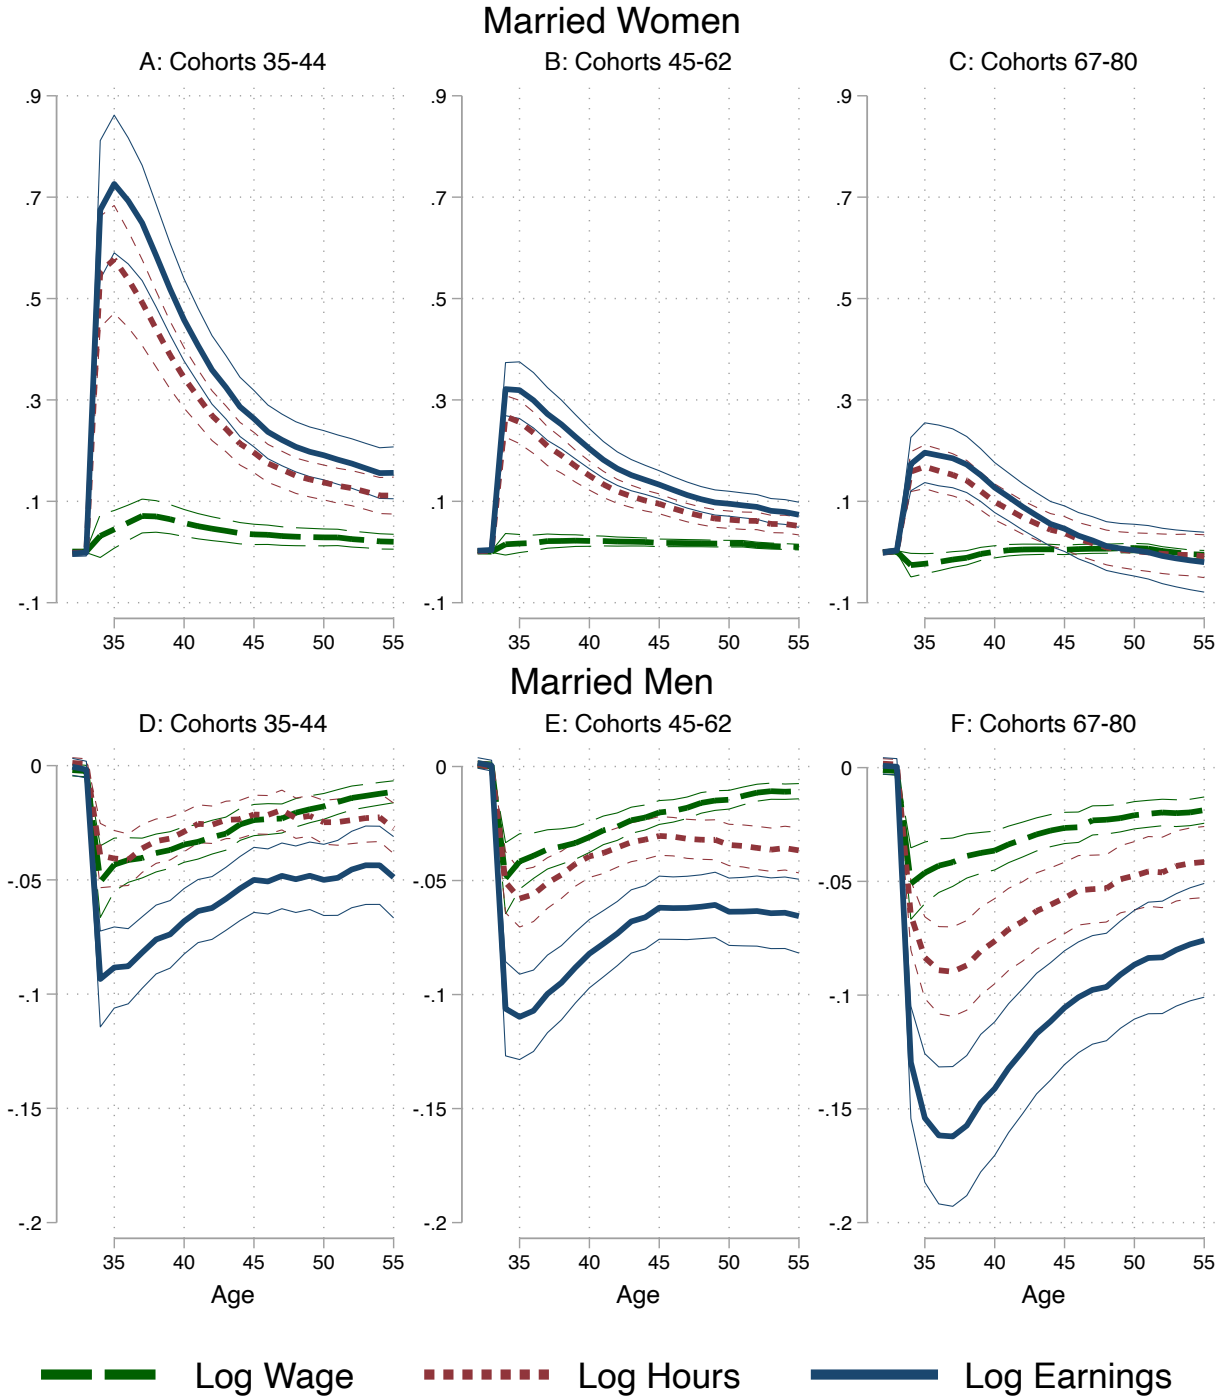 Married Women
A: Cohorts 35-44
B: Cohorts 45-62
C: Cohorts 67-80
.9
.7
.5
.3
.1
-.1
35 40 45 50 55
.9
.7
.5
.3
.1
-.1
35 40 45 50 55
.9
.7
.5
.3
.1
-.1
35 40 45 50 55
Married Men
D: Cohorts 35-44
E: Cohorts 45-62
F: Cohorts 67-80
0
-.05
-.1
-.15
-.2
35 40 45 50 55
Age
0
-.05
-.1
-.15
-.2
35 40 45 50 55
Age
0
-.05
-.1
-.15
-.2
35 40 45 50 55
Age
Log Wage
Log Hours
Log Earnings